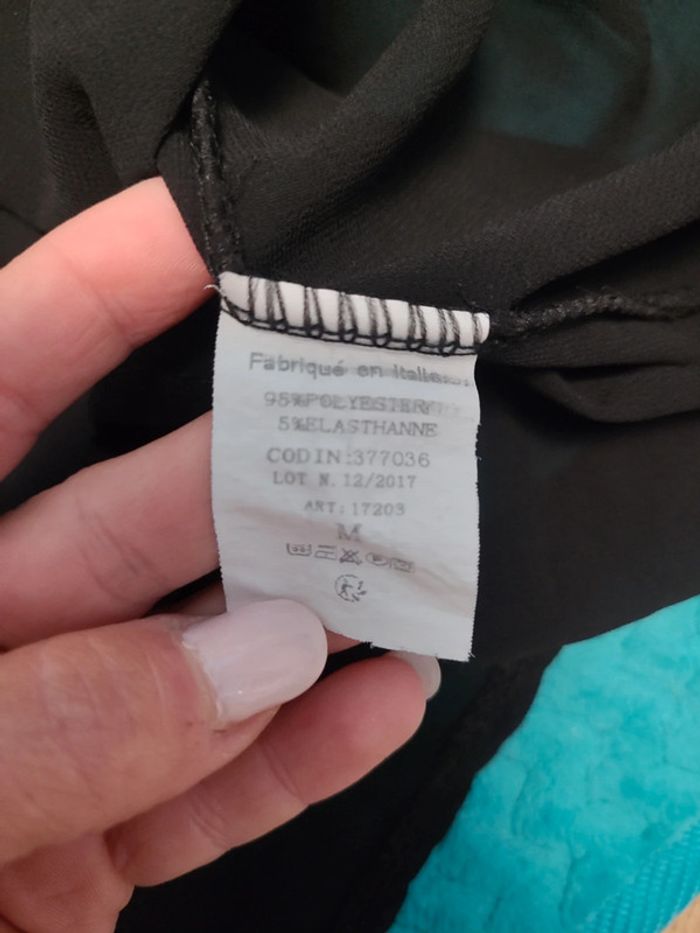 Fabriqué en Italie
95%POLYESTER
5%ELASTHANNE
CODIN:377036
LOT N. 12/2017
ART: 17203
M